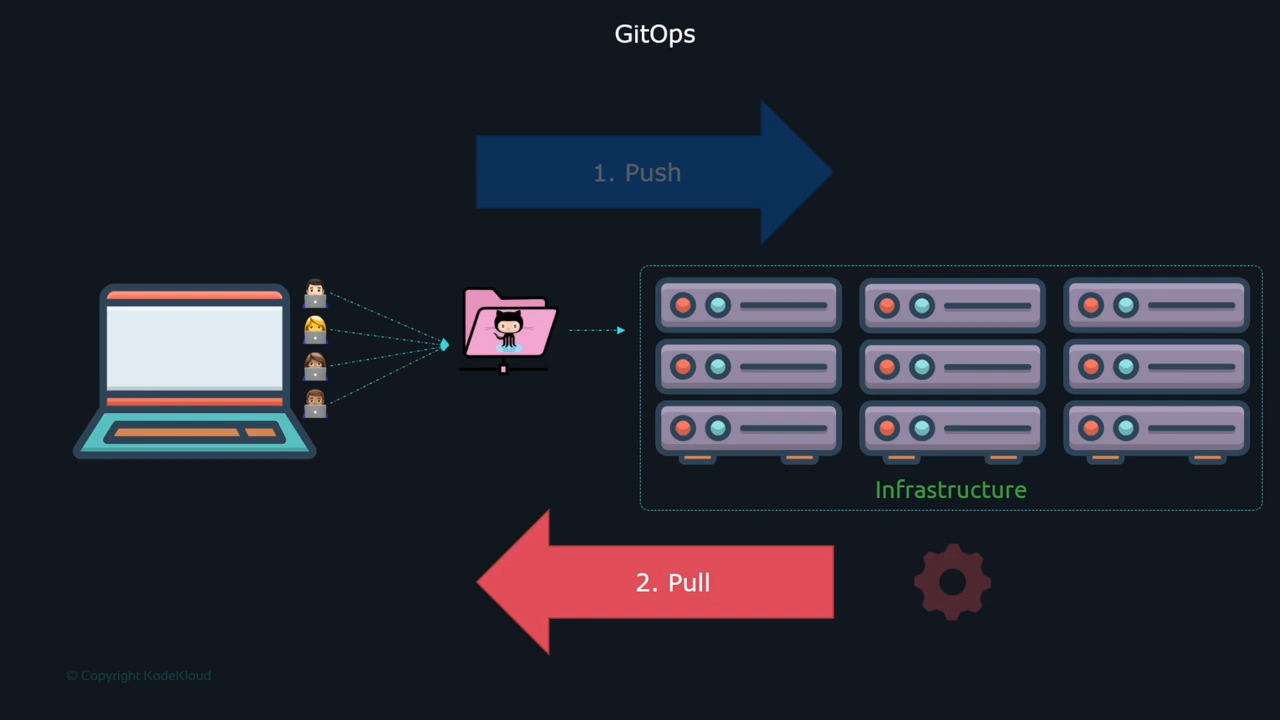 GitOps
1. Push
Infrastructure
2. Pull
© Copyright KodeKloud